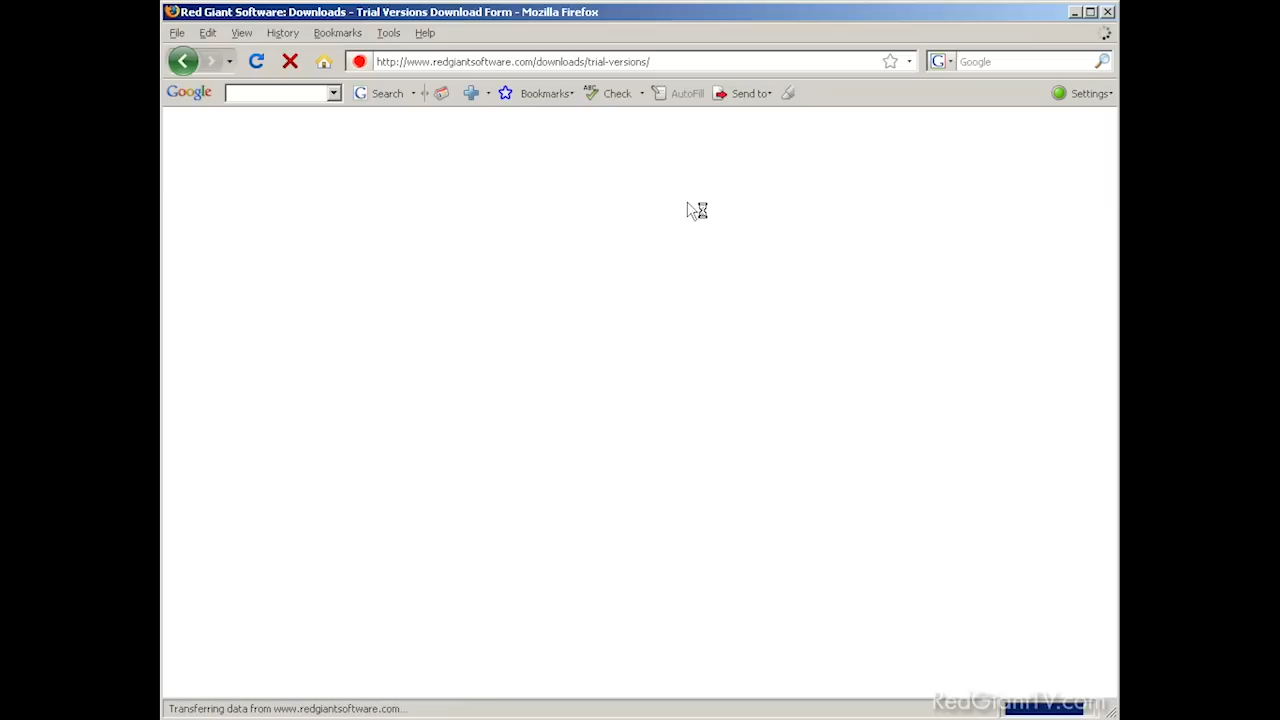 Red Giant Software: Downloads - Trial Versions Download Form - Mozilla Firefox
File Edit View History Bookmarks Tools Help
http://www.redgiantsoftware.com/downloads/trial-versions/ G Google
Google G Search Bookmarks ABC Check AutoFill Send to Settings
Transferring data from www.redgiantsoftware.com...
RedGiantTV.com